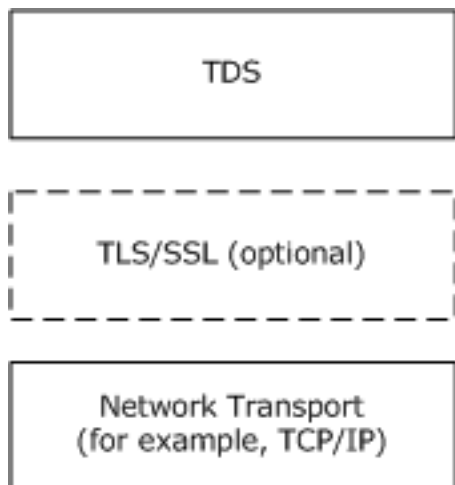 TDS
TLS/SSL (optional)
Network Transport
(for example, TCP/IP)